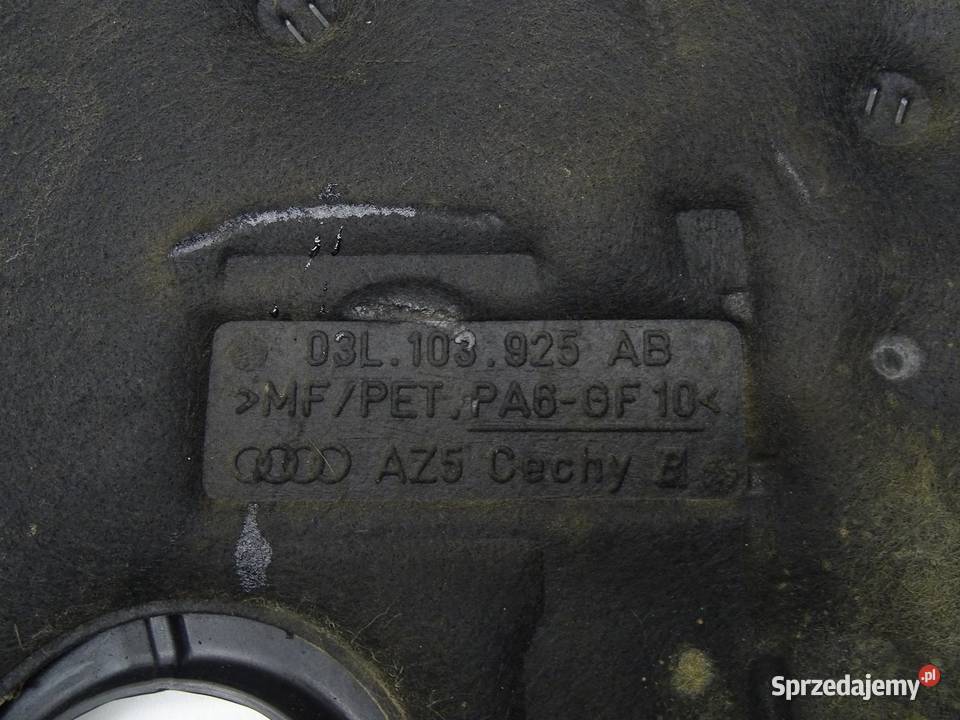 03L.103.925 AB
>MF/PET,PA6-GF10<
AZ5 Cechy
Sprzedajemy.pl